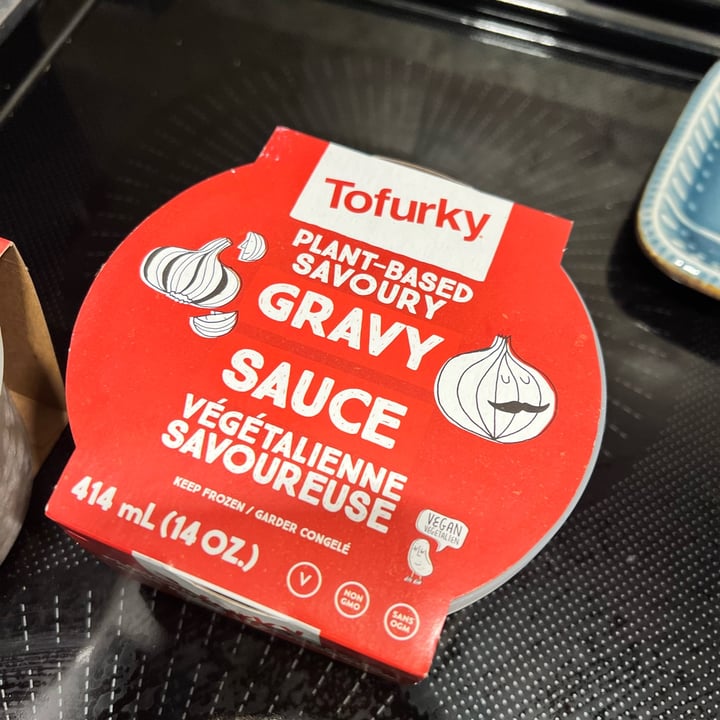 Tofurky
PLANT-BASED
SAVOURY
GRAVY
SAUCE
VÉGÉTALIENNE
SAVOUREUSE
KEEP FROZEN / GARDER CONGELÉ
414 mL (14 OZ.)
VEGAN
VÉGÉTALIEN
V
NON
GMO
SANS
OGM
Tofurky